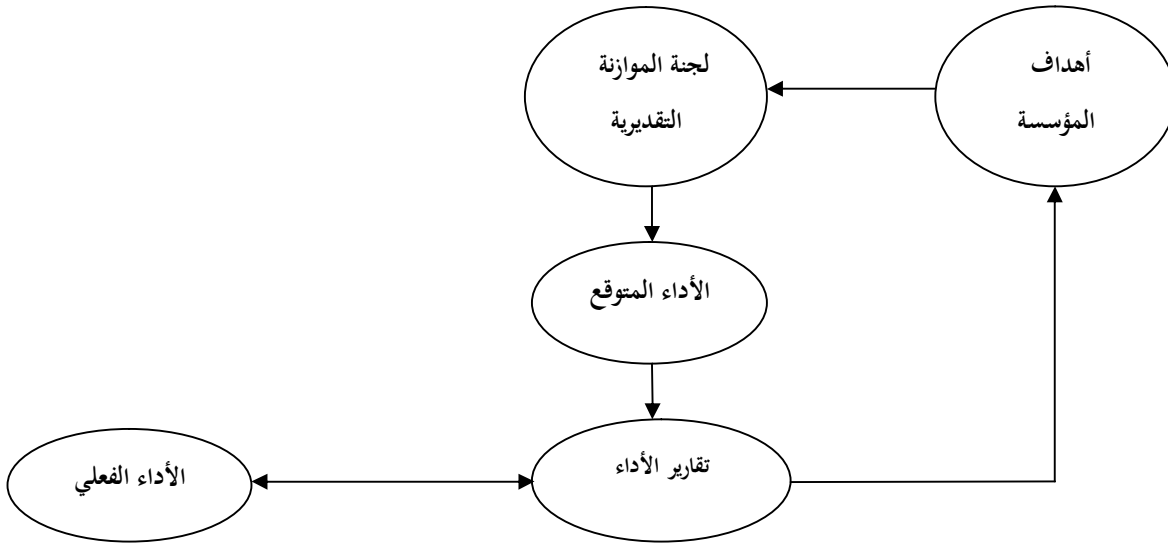 أهداف
المؤسسة
لجنة الموازنة
التقديرية
الأداء المتوقع
تقارير الأداء
الأداء الفعلي